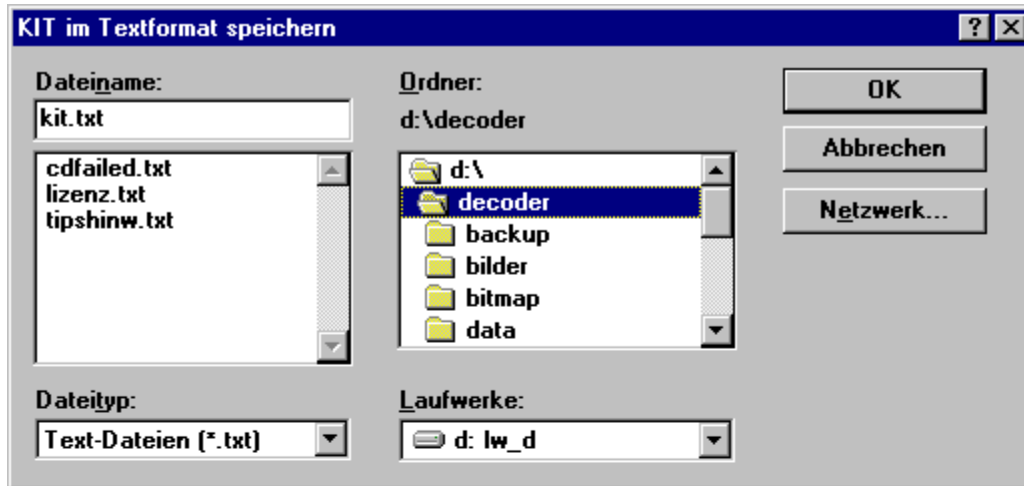 KIT im Textformat speichern
Dateiname:
kit.txt
cdfailed.txt
lizenz.txt
tipshinw.txt
Dateityp:
Text-Dateien (*.txt)
Ordner:
d:\decoder
d:\
decoder
backup
bilder
bitmap
data
Laufwerke:
d: lw_d
OK
Abbrechen
Netzwerk...